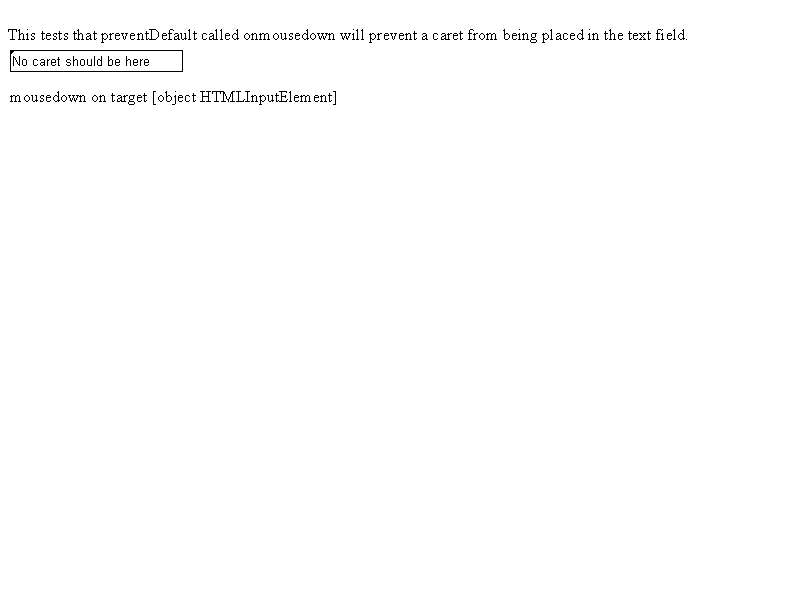 This tests that preventDefault called onmousedown will prevent a caret from being placed in the text field.
No caret should be here
mousedown on target [object HTMLInputElement]